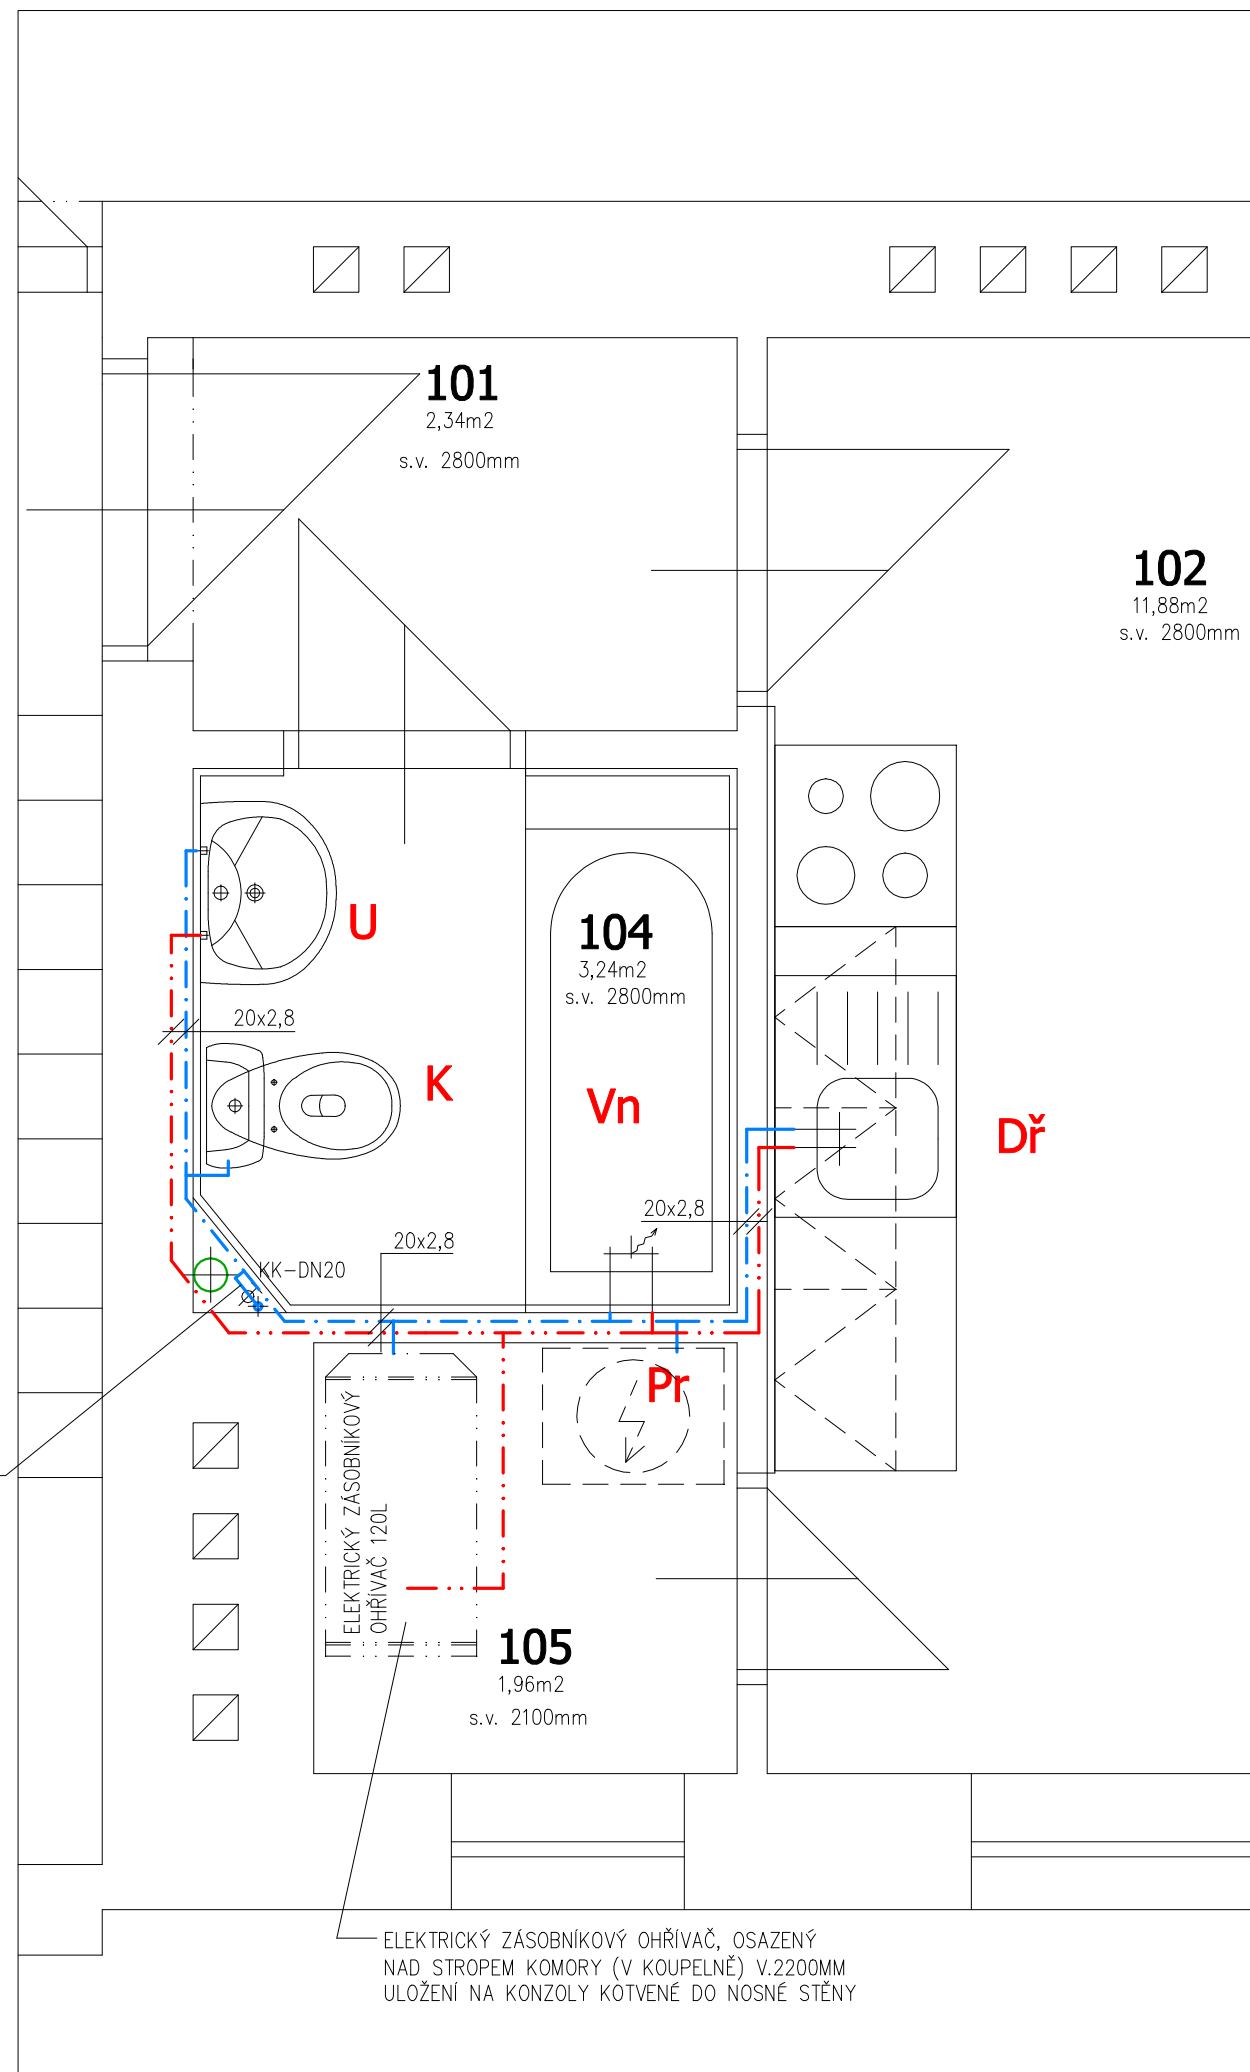 101
2,34m2
s.v. 2800mm
102
11,88m2
s.v. 2800mm
U
104
3,24m2
s.v. 2800mm
20x2,8
K
Vn
Dř
20x2,8
20x2,8
KK-DN20
Pr
ELEKTRICKÝ ZÁSOBNÍKOVÝ
OHŘÍVAČ 120L
105
1,96m2
s.v. 2100mm
ELEKTRICKÝ ZÁSOBNÍKOVÝ OHŘÍVAČ, OSAZENÝ
NAD STROPEM KOMORY (V KOUPELNĚ) V.2200MM
ULOŽENÍ NA KONZOLY KOTVENÉ DO NOSNÉ STĚNY